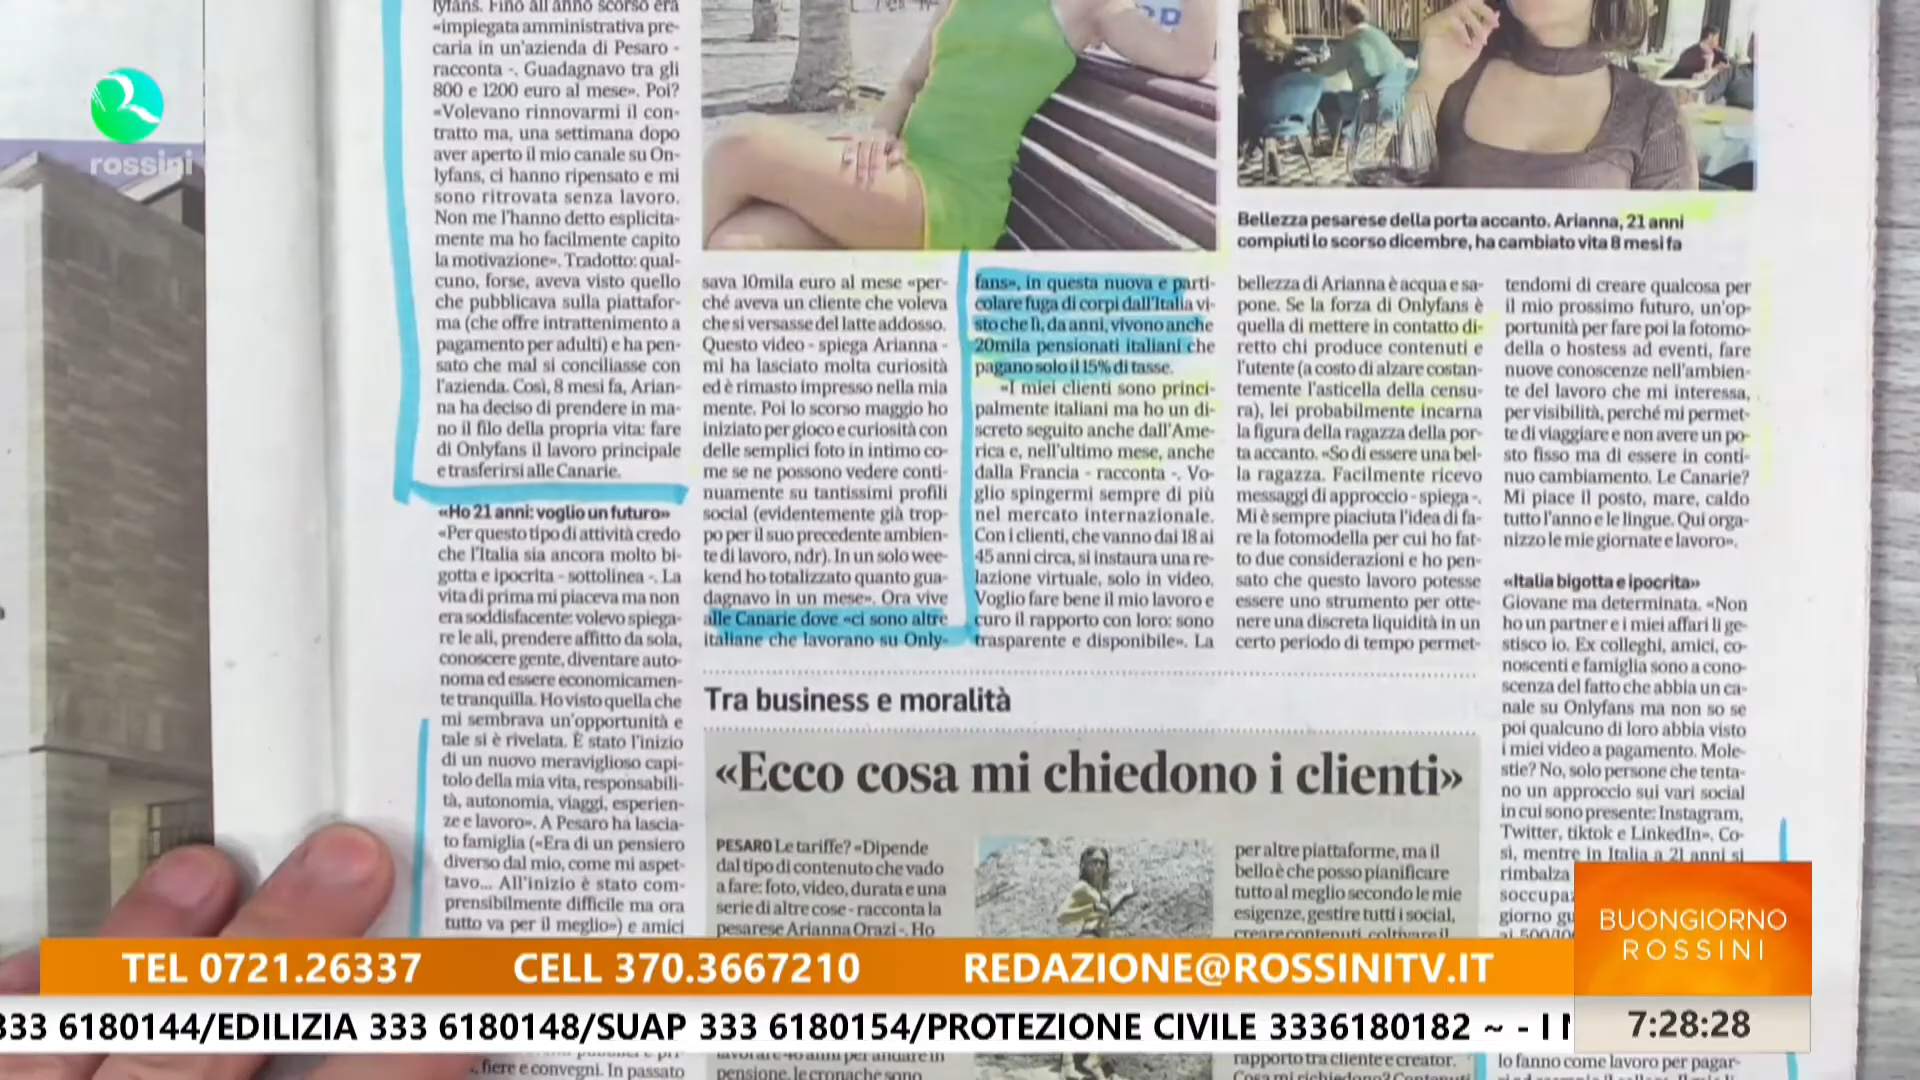 rossini
lyfans. Fino all'anno scorso era
«impiegata amministrativa pre-
caria in un'azienda di Pesaro -
racconta -. Guadagnavo tra gli
800 e 1200 euro al mese». Poi?
«Volevano rinnovarmi il con-
tratto ma, una settimana dopo
aver aperto il mio canale su On-
lyfans, ci hanno ripensato e mi
sono ritrovata senza lavoro.
Non me l'hanno detto esplicita-
mente ma ho facilmente capito
la motivazione». Tradotto: qual-
cuno, forse, aveva visto quello
che pubblicava sulla piattafor-
ma (che offre intrattenimento a
pagamento per adulti) e ha pen-
sato che mal si conciliasse con
l'azienda. Così, 8 mesi fa, Arian-
na ha deciso di prendere in ma-
no il filo della propria vita: fare
di Onlyfans il lavoro principale
e trasferirsi alle Canarie.
«Ho 21 anni: voglio un futuro»
«Per questo tipo di attività credo
che l'Italia sia ancora molto bi-
gotta e ipocrita - sottolinea -. La
vita di prima mi piaceva ma non
era soddisfacente: volevo spiega-
re le ali, prendere affitto da sola,
conoscere gente, diventare auto-
noma ed essere economicamen-
te tranquilla. Ho visto quella che
mi sembrava un'opportunità e
tale si è rivelata. È stato l'inizio
di un nuovo meraviglioso capi-
tolo della mia vita, responsabili-
tà, autonomia, viaggi, esperien-
ze e lavoro». A Pesaro ha lascia-
to famiglia («Era di un pensiero
diverso dal mio, come mi aspet-
tavo... All'inizio è stato com-
prensibilmente difficile ma ora
tutto va per il meglio») e amici
, fiere e convegni. In passato
sava 10mila euro al mese «per-
ché aveva un cliente che voleva
che si versasse del latte addosso.
Questo video - spiega Arianna -
mi ha lasciato molta curiosità
ed è rimasto impresso nella mia
mente. Poi lo scorso maggio ho
iniziato per gioco e curiosità con
delle semplici foto in intimo co-
me se ne possono vedere conti-
nuamente su tantissimi profili
social (evidentemente già trop-
po per il suo precedente ambien-
te di lavoro, ndr). In un solo wee-
kend ho totalizzato quanto gua-
dagnavo in un mese». Ora vive
alle Canarie dove «ci sono altre
italiane che lavorano su Only-
fans», in questa nuova e parti-
colare fuga di corpi dall'Italia vi-
sto che lì, da anni, vivono anche
20mila pensionati italiani che
pagano solo il 15% di tasse.
«I miei clienti sono princi-
palmente italiani ma ho un di-
screto seguito anche dall'Ame-
rica e, nell'ultimo mese, anche
dalla Francia - racconta -. Vo-
glio spingermi sempre di più
nel mercato internazionale.
Con i clienti, che vanno dai 18 ai
45 anni circa, si instaura una re-
lazione virtuale, solo in video.
Voglio fare bene il mio lavoro e
curo il rapporto con loro: sono
trasparente e disponibile». La
Bellezza pesarese della porta accanto. Arianna, 21 anni
compiuti lo scorso dicembre, ha cambiato vita 8 mesi fa
bellezza di Arianna è acqua e sa-
pone. Se la forza di Onlyfans è
quella di mettere in contatto di-
retto chi produce contenuti e
l'utente (a costo di alzare costan-
temente l'asticella della censu-
ra), lei probabilmente incarna
la figura della ragazza della por-
ta accanto. «So di essere una bel-
la ragazza. Facilmente ricevo
messaggi di approccio - spiega -.
Mi è sempre piaciuta l'idea di fa-
re la fotomodella per cui ho fat-
to due considerazioni e ho pen-
sato che questo lavoro potesse
essere uno strumento per otte-
nere una discreta liquidità in un
certo periodo di tempo permet-
tendomi di creare qualcosa per
il mio prossimo futuro, un'op-
portunità per fare poi la fotomo-
della o hostess ad eventi, fare
nuove conoscenze nell'ambien-
te del lavoro che mi interessa,
per visibilità, perché mi permet-
te di viaggiare e non avere un po-
sto fisso ma di essere in conti-
nuo cambiamento. Le Canarie?
Mi piace il posto, mare, caldo
tutto l'anno e le lingue. Qui orga-
nizzo le mie giornate e lavoro».
«Italia bigotta e ipocrita»
Giovane ma determinata. «Non
ho un partner e i miei affari li ge-
stisco io. Ex colleghi, amici, co-
noscenti e famiglia sono a cono-
scenza del fatto che abbia un ca-
nale su Onlyfans ma non so se
poi qualcuno di loro abbia visto
i miei video a pagamento. Mole-
stie? No, solo persone che tenta-
no un approccio sui vari social
in cui sono presente: Instagram,
Twitter, tiktok e LinkedIn». Co-
sì, mentre in Italia a 21 anni si
rimbalza
soccupaz
giorno gu
lo fanno come lavoro per pagar-
Tra business e moralità
«Ecco cosa mi chiedono i clienti»
PESARO Le tariffe? «Dipende
dal tipo di contenuto che vado
a fare: foto, video, durata e una
serie di altre cose - racconta la
pesarese Arianna Orazi -. Ho
lavorare 40 anni per andare in
pensione, le cronache sono
per altre piattaforme, ma il
bello è che posso pianificare
tutto al meglio secondo le mie
esigenze, gestire tutti i social,
creare contenuti, coltivare il
rapporto tra cliente e creator.
Cosa mi richiedono? Contenuti
TEL 0721.26337 CELL 370.3667210 REDAZIONE@ROSSINITV.IT
BUONGIORNO
ROSSINI
333 6180144/EDILIZIA 333 6180148/SUAP 333 6180154/PROTEZIONE CIVILE 3336180182 ~ - I
7:28:28